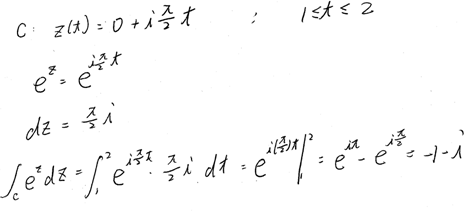 C: z(t) = 0 + i π/2 t ; 1 ≤ t ≤ 2
e^z = e^{i π/2 t}
dz = π/2 i
∫_C e^z dz = ∫_1^2 e^{i π/2 t} · π/2 i dt = e^{i(π/2)t} |_1^2 = e^{iπ} - e^{i π/2} = -1 - i